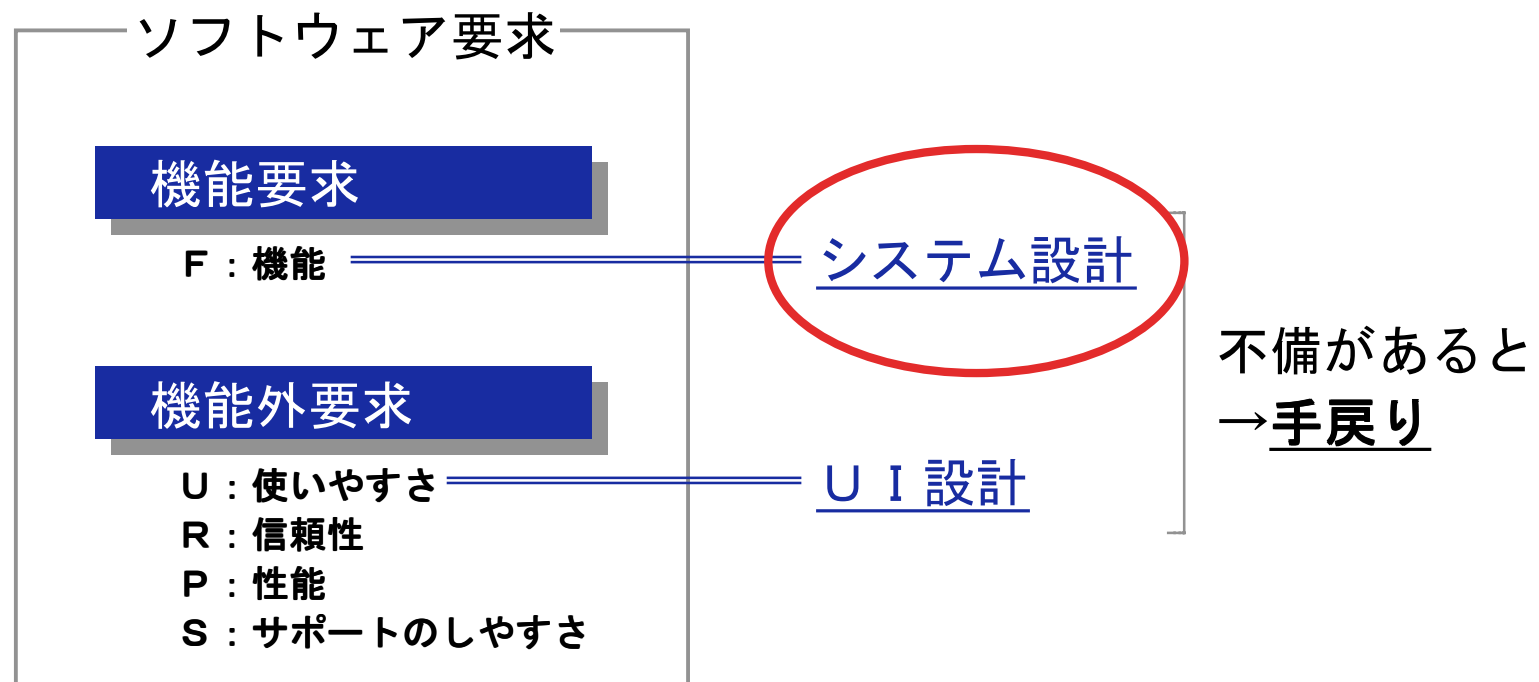 ソフトウェア要求
機能要求
F：機能
システム設計
機能外要求
U：使いやすさ
UI設計
R：信頼性
P：性能
S：サポートのしやすさ
不備があると
→手戻り